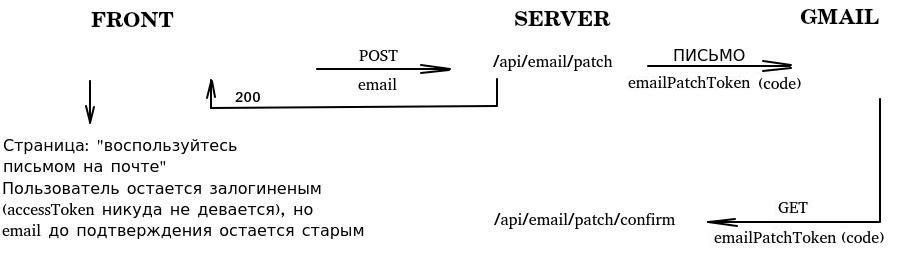 FRONT
SERVER
GMAIL
POST
email
/api/email/patch
ПИСЬМО
emailPatchToken (code)
200
Страница: "воспользуйтесь
письмом на почте"
Пользователь остается залогиненым
(accessToken никуда не девается), но
email до подтверждения остается старым
/api/email/patch/confirm
GET
emailPatchToken (code)